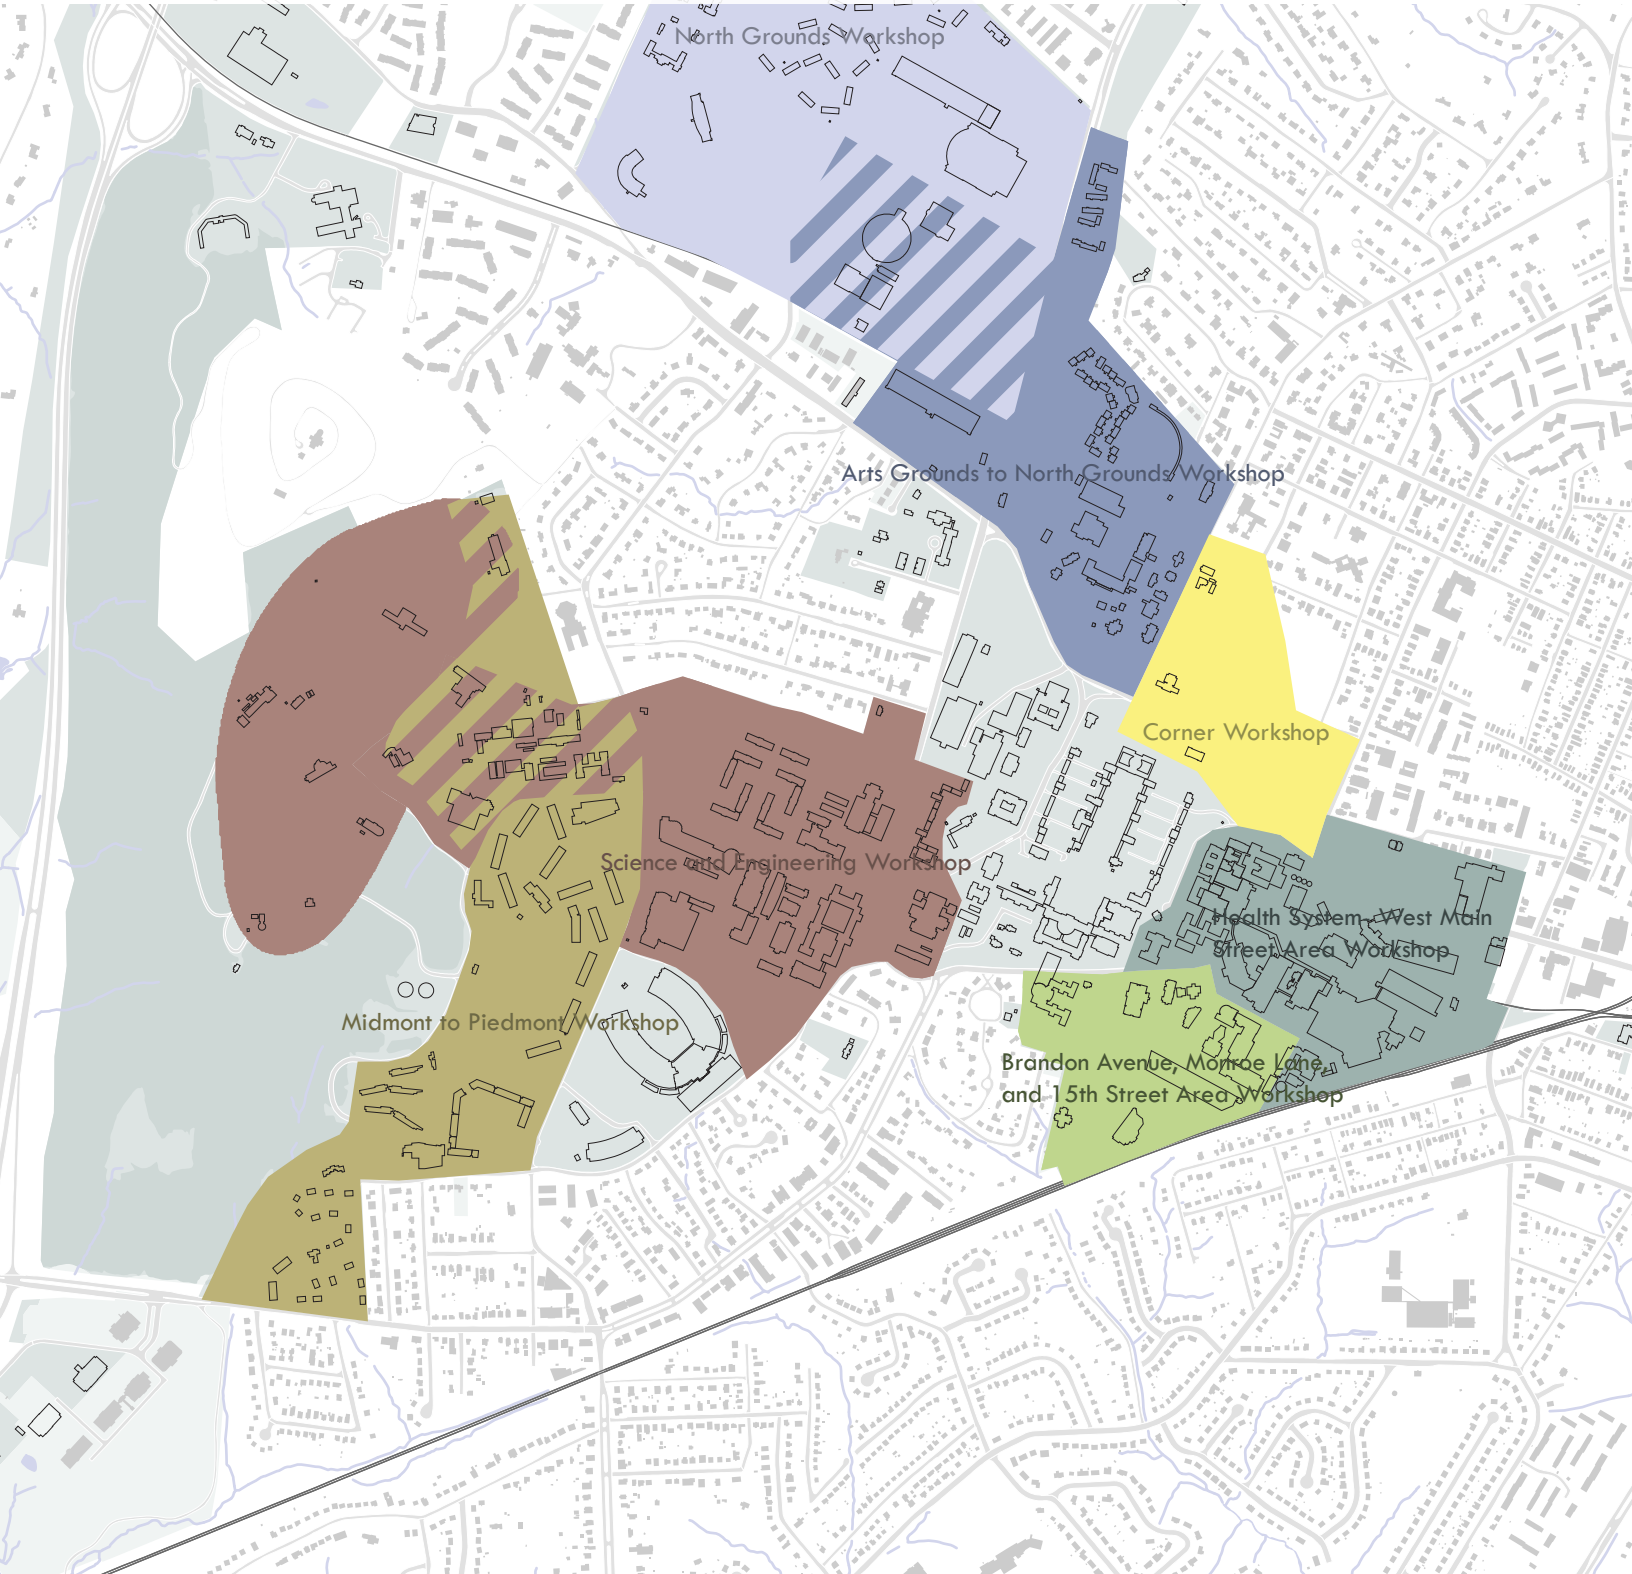 North Grounds Workshop
Arts Grounds to North Grounds Workshop
Corner Workshop
Science and Engineering Workshop
Health System - West Main
Street Area Workshop
Midmont to Piedmont Workshop
Brandon Avenue, Monroe Lane,
and 15th Street Area Workshop